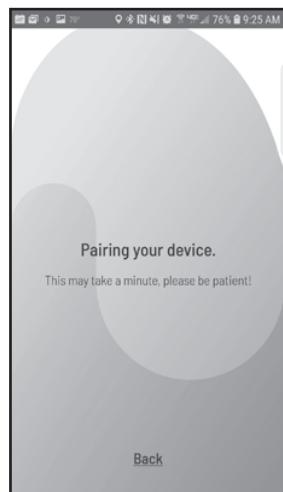 76% 9:25 AM
Pairing your device.
This may take a minute, please be patient!
Back